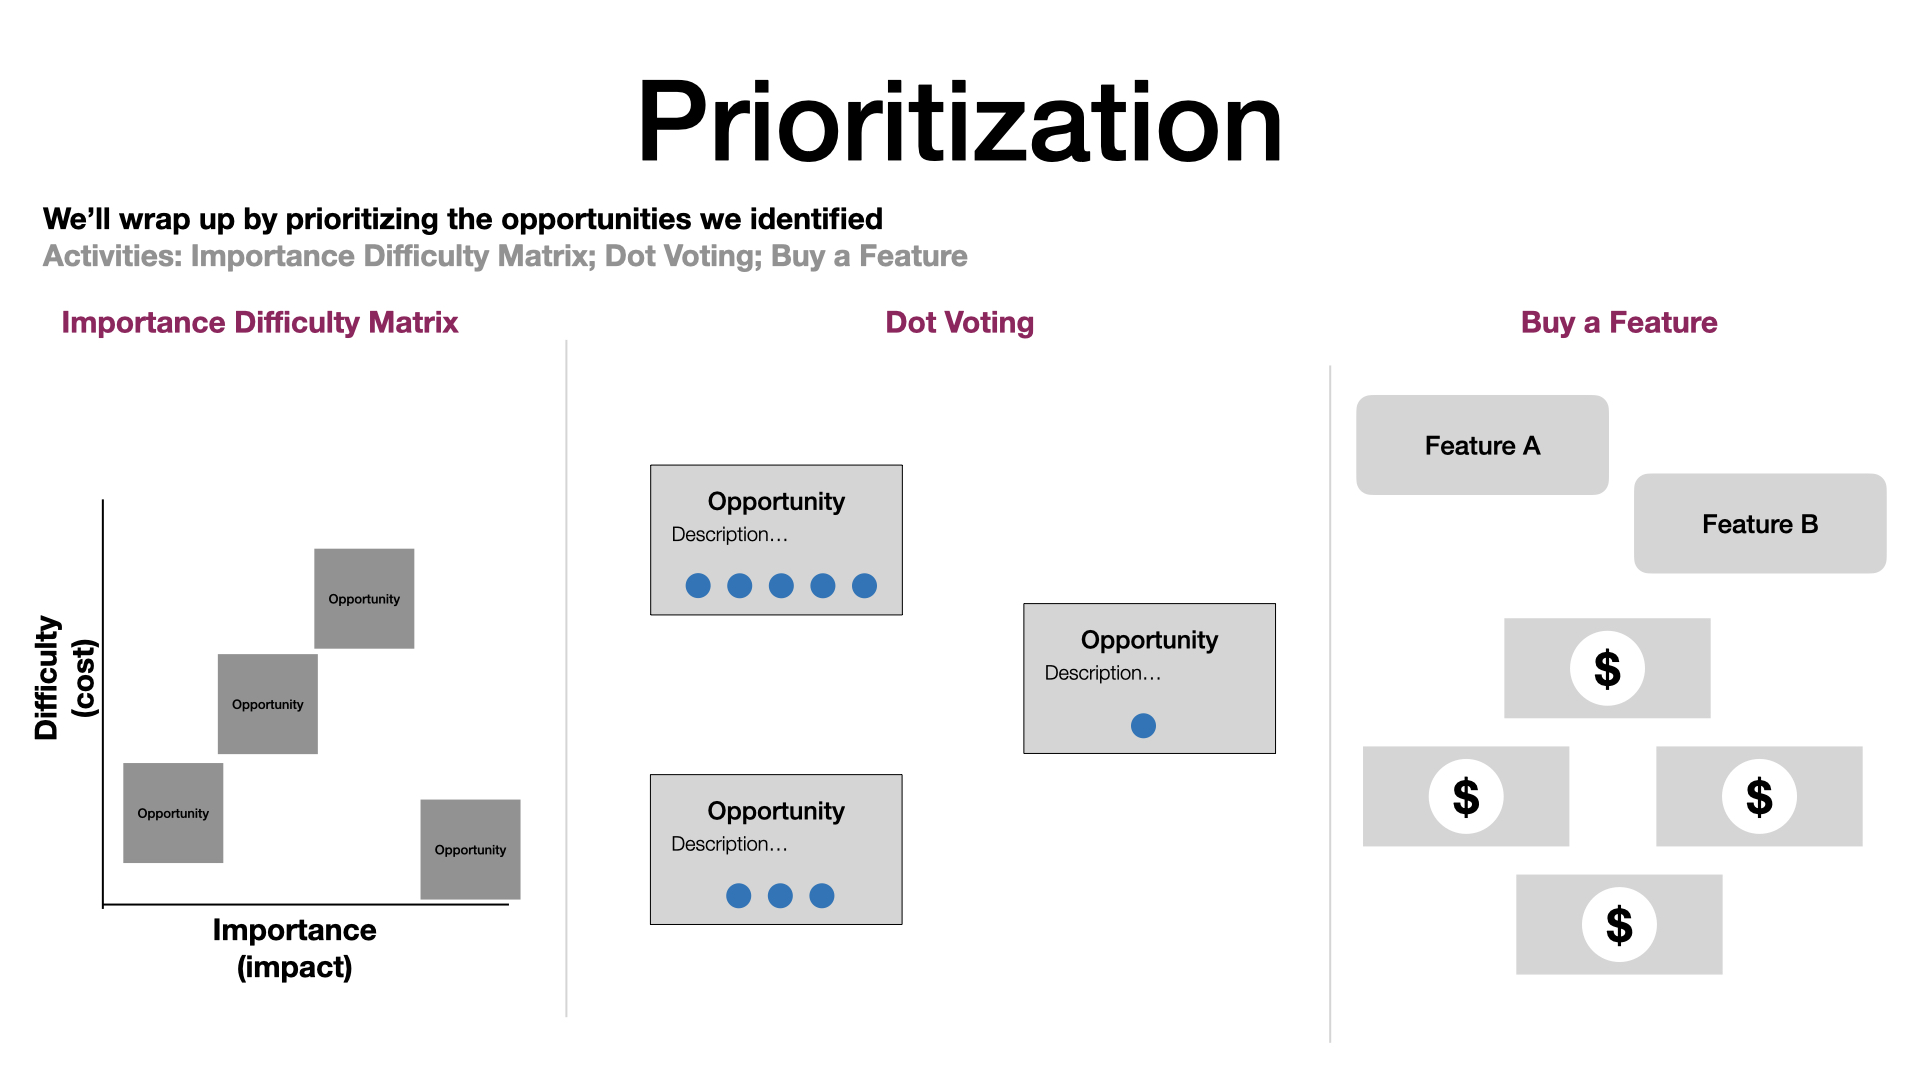 Prioritization
We’ll wrap up by prioritizing the opportunities we identified
Activities: Importance Difficulty Matrix; Dot Voting; Buy a Feature
Importance Difficulty Matrix
Difficulty
(cost)
Opportunity
Opportunity
Opportunity
Opportunity
Importance
(impact)
Dot Voting
Opportunity
Description…
Opportunity
Description…
Opportunity
Description…
Buy a Feature
Feature A
Feature B
$
$
$
$